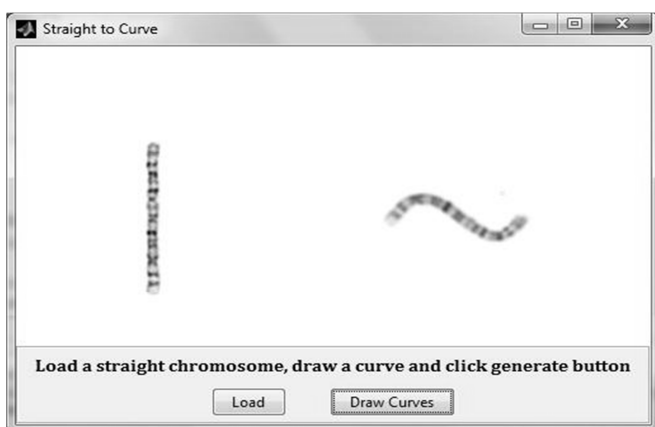 Straight to Curve
Load a straight chromosome, draw a curve and click generate button
Load Draw Curves